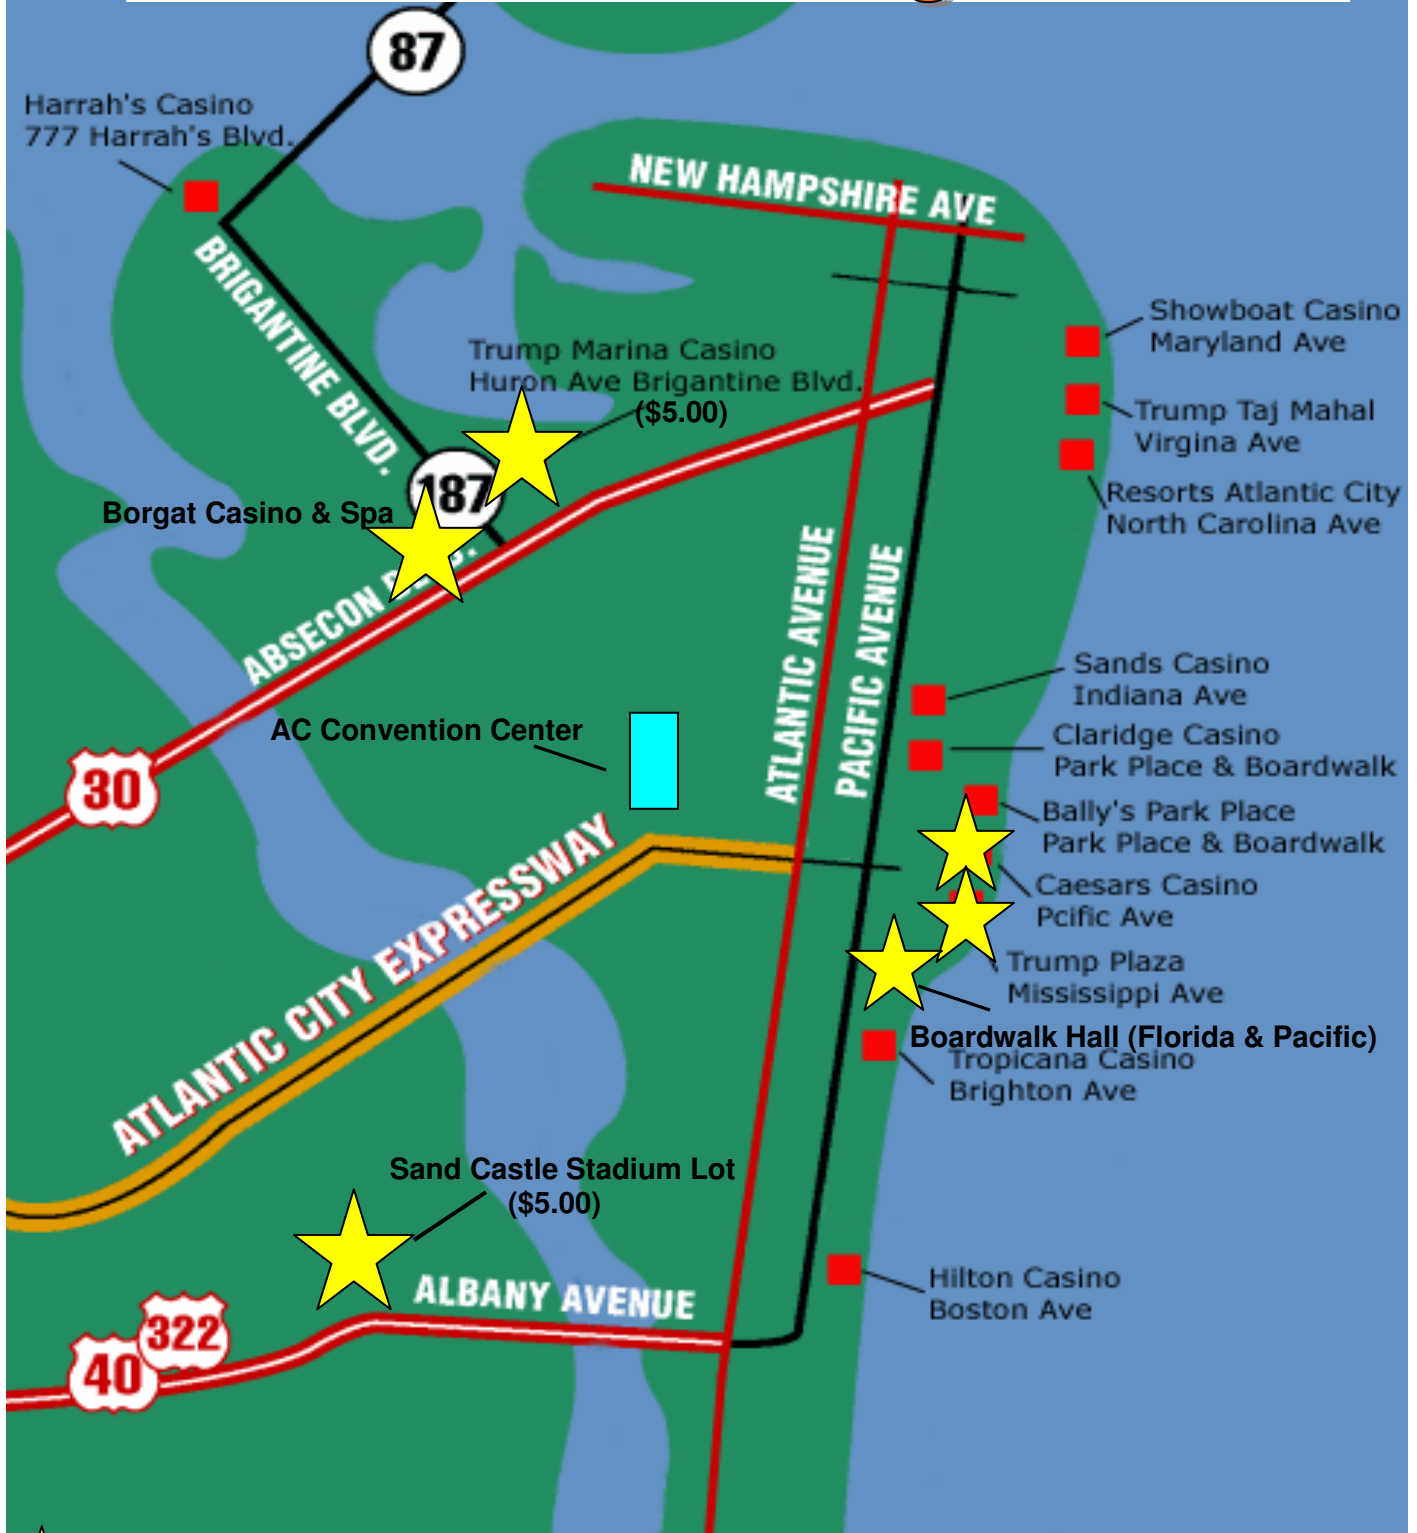 87
Harrah's Casino
777 Harrah's Blvd.
NEW HAMPSHIRE AVE
BRIGANTINE BLVD.
Showboat Casino
Maryland Ave
Trump Marina Casino
Huron Ave Brigantine Blvd.
($5.00)
Trump Taj Mahal
Virgina Ave
187
Resorts Atlantic City
North Carolina Ave
Borgat Casino & Spa
ABSECON BLVD.
ATLANTIC AVENUE
PACIFIC AVENUE
Sands Casino
Indiana Ave
AC Convention Center
Claridge Casino
Park Place & Boardwalk
30
Bally's Park Place
Park Place & Boardwalk
ATLANTIC CITY EXPRESSWAY
Caesars Casino
Pcific Ave
Trump Plaza
Mississippi Ave
Boardwalk Hall (Florida & Pacific)
Tropicana Casino
Brighton Ave
Sand Castle Stadium Lot
($5.00)
ALBANY AVENUE
Hilton Casino
Boston Ave
322
40